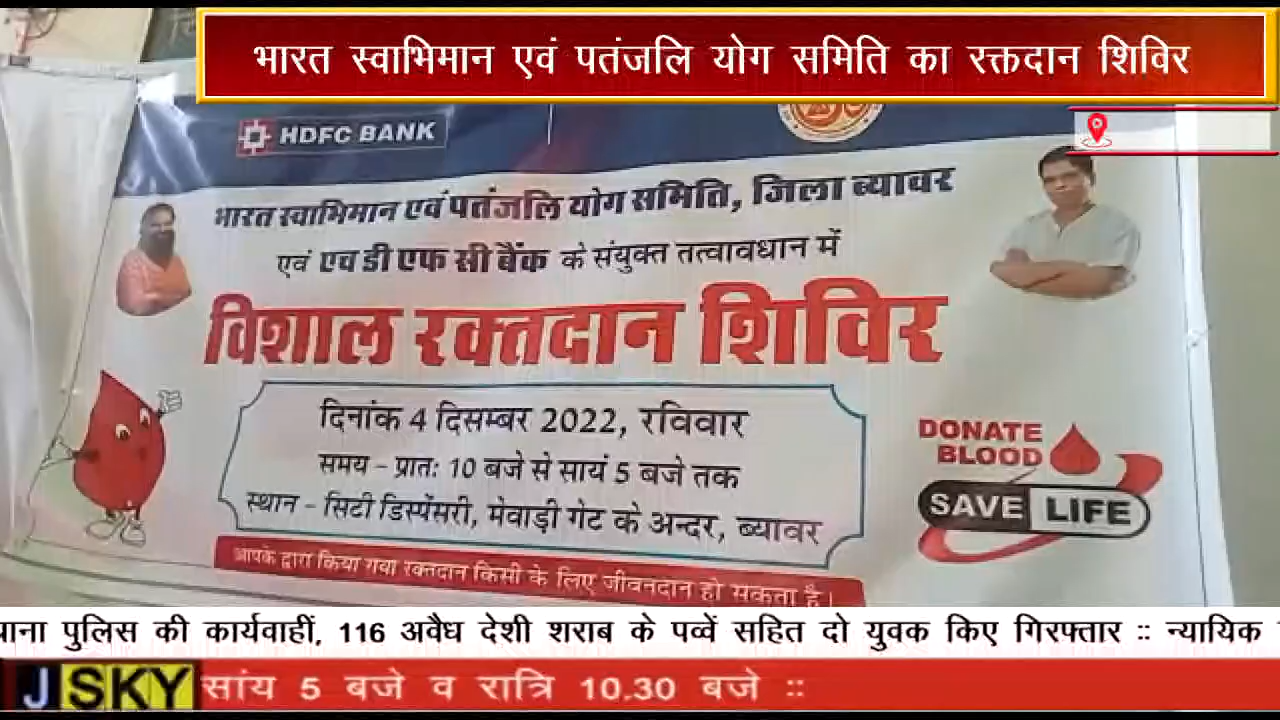 भारत स्वाभिमान एवं पतंजलि योग समिति का रक्तदान शिविर
HDFC BANK
भारत स्वाभिमान एवं पतंजलि योग समिति, जिला ब्यावर
एवं एच डी एफ सी बैंक के संयुक्त तत्वावधान में
विशाल रक्तदान शिविर
दिनांक 4 दिसम्बर 2022, रविवार
समय - प्रात: 10 बजे से सायं 5 बजे तक
स्थान - सिटी डिस्पेंसरी, मेवाड़ी गेट के अन्दर, ब्यावर
DONATE
BLOOD
SAVE LIFE
आपके द्वारा किया गया रक्तदान किसी के लिए जीवनदान हो सकता है।
पुलिस की कार्यवाहीं, 116 अवैध देशी शराब के पव्वें सहित दो युवक किए गिरफ्तार :: न्यायिक
J SKY सांय 5 बजे व रात्रि 10.30 बजे ::